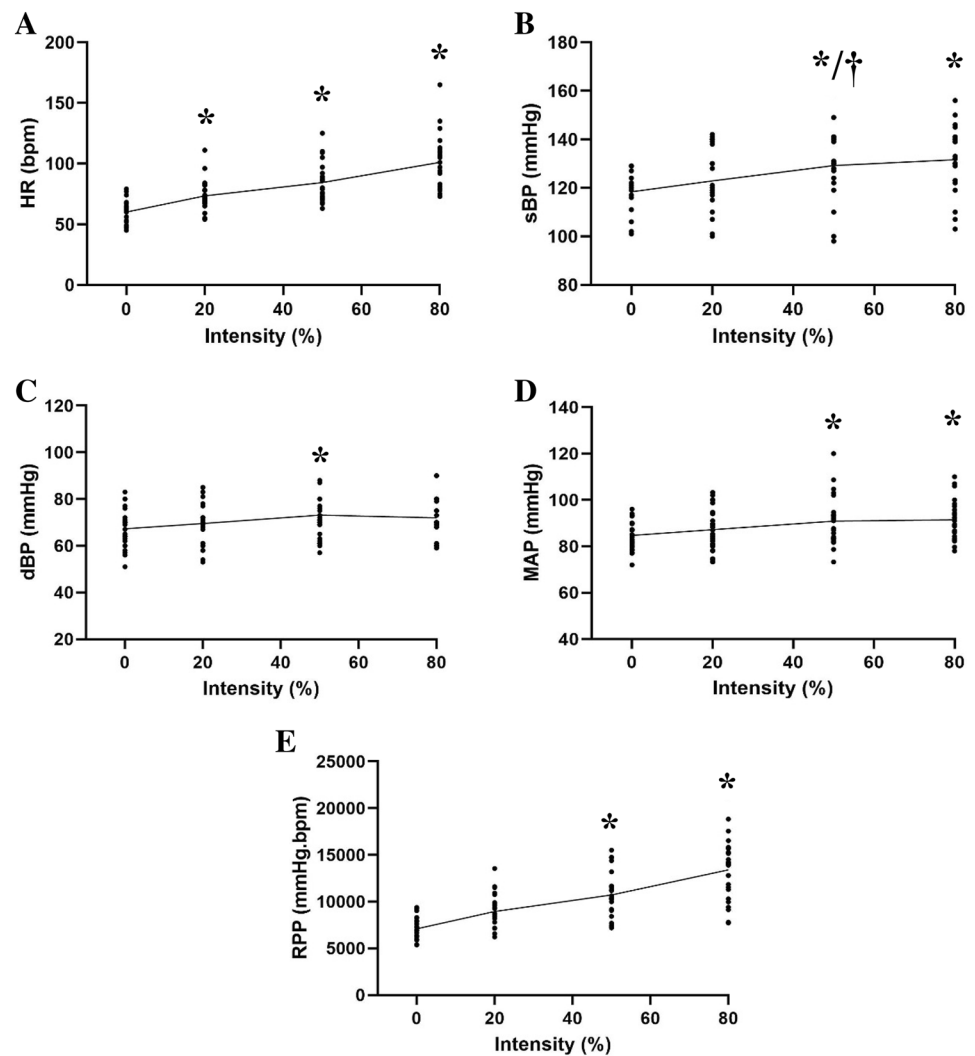 A
HR (bpm)
200
150
100
50
0
*
*
*
0 20 40 60 80
Intensity (%)
B
sBP (mmHg)
180
160
140
120
100
80
*/†
*
0 20 40 60 80
Intensity (%)
C
dBP (mmHg)
120
100
80
60
40
20
*
0 20 40 60 80
Intensity (%)
D
MAP (mmHg)
140
120
100
80
60
40
*
*
0 20 40 60 80
Intensity (%)
E
RPP (mmHg.bpm)
25000
20000
15000
10000
5000
0
*
*
0 20 40 60 80
Intensity (%)